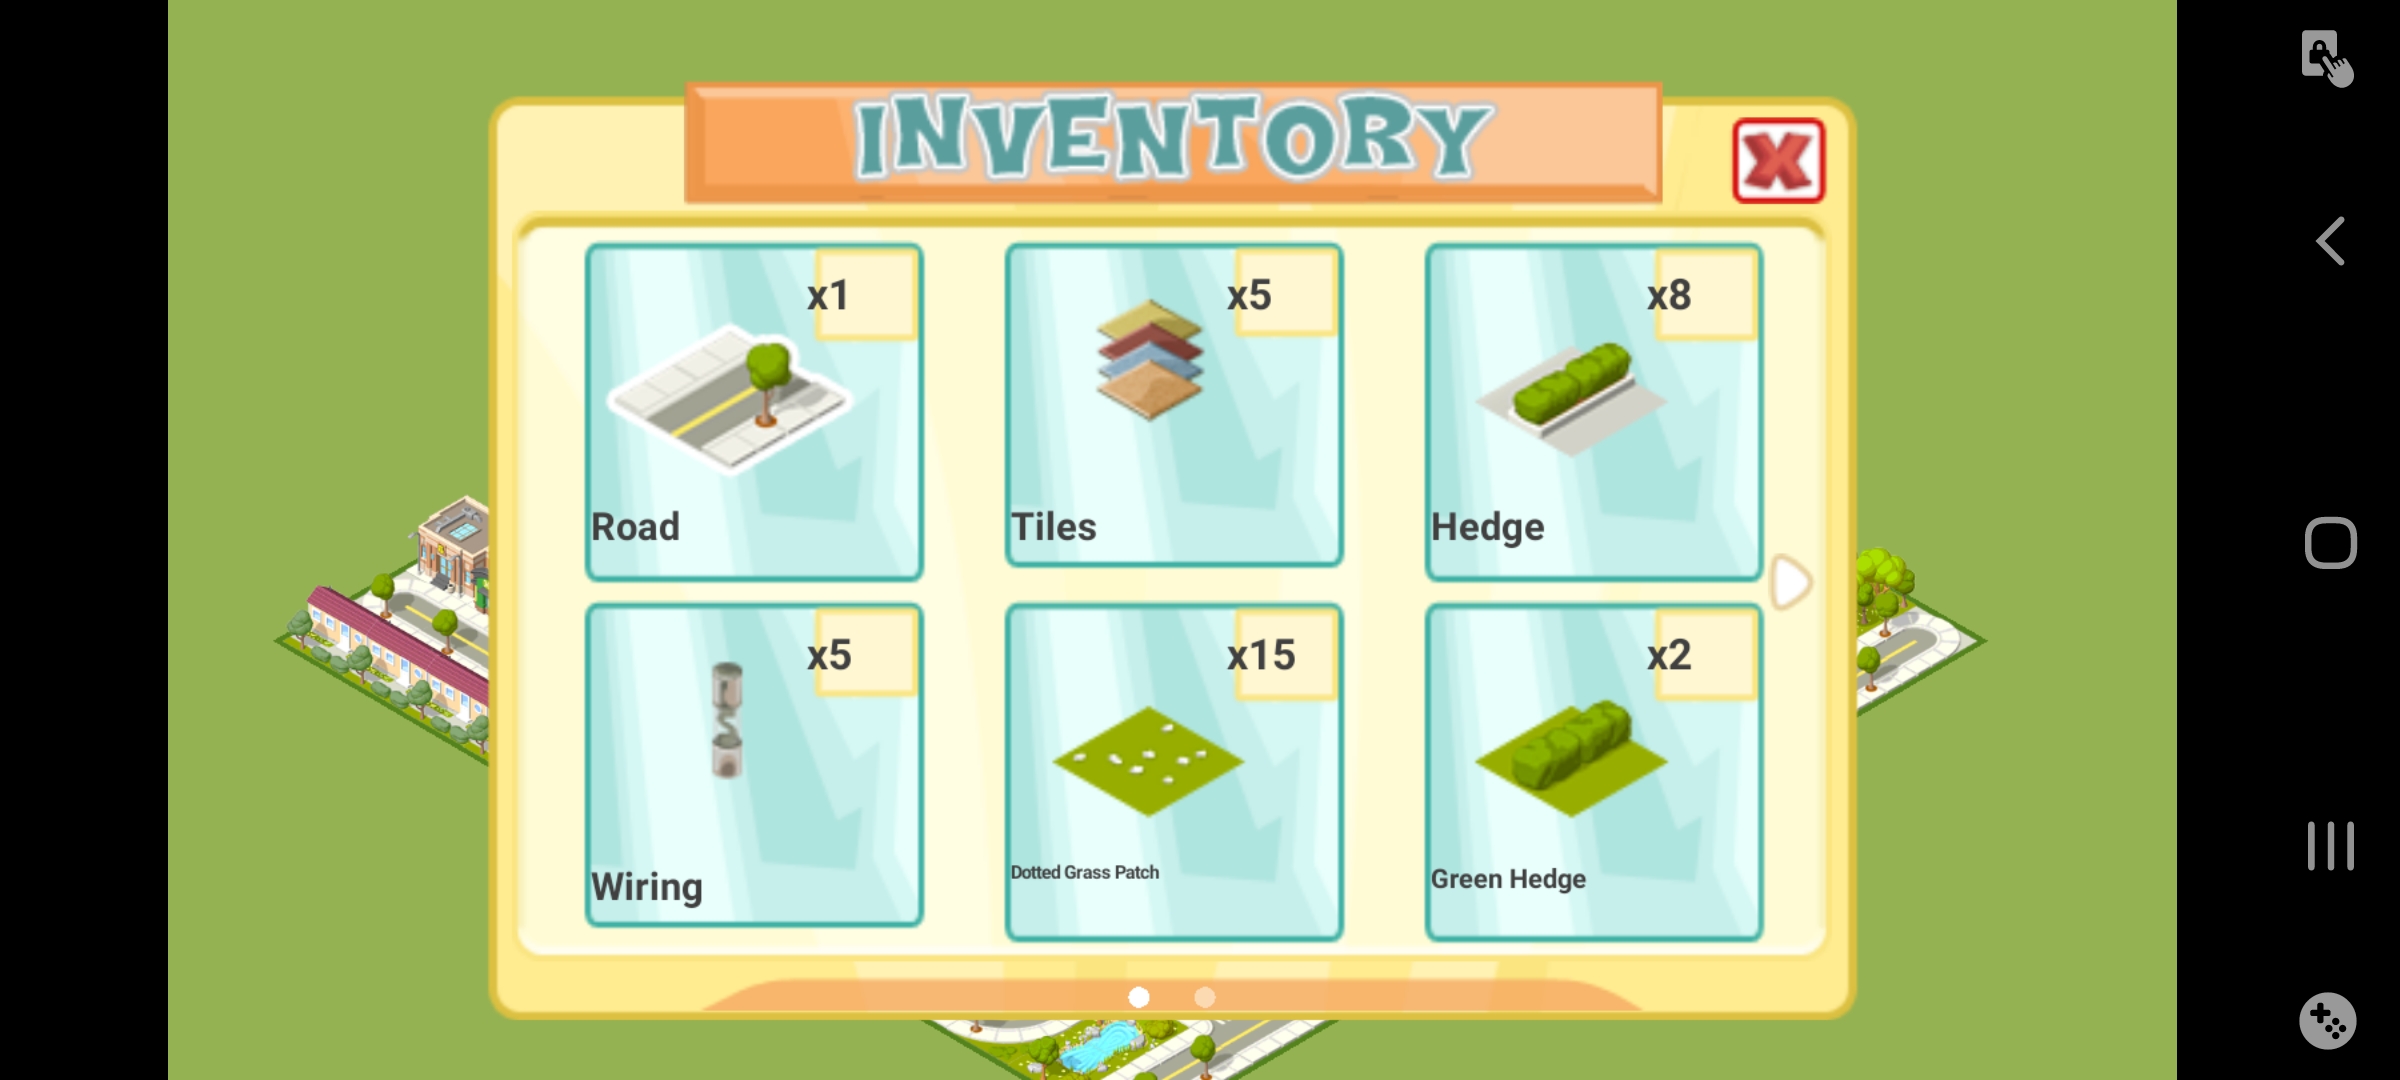 INVENTORY
x1
Road
x5
Tiles
x8
Hedge
x5
Wiring
x15
Dotted Grass Patch
x2
Green Hedge